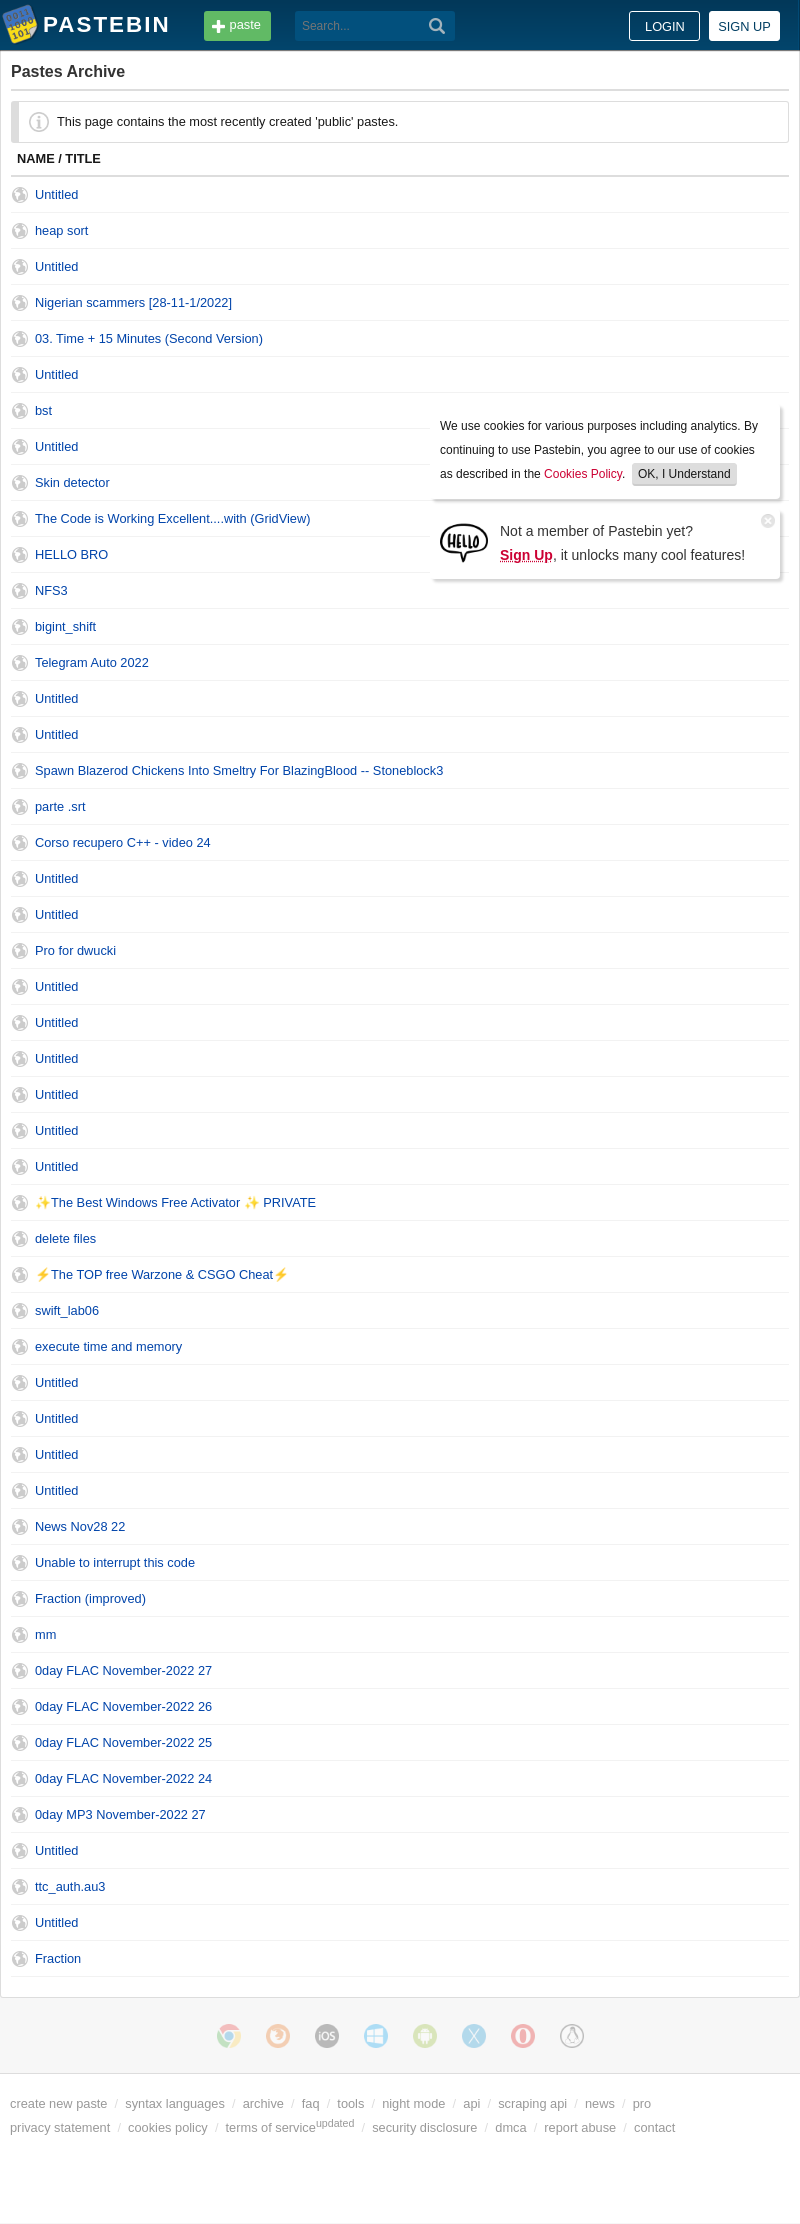 PASTEBIN paste Search... LOGIN SIGN UP
Pastes Archive
This page contains the most recently created 'public' pastes.
NAME / TITLE
Untitled
heap sort
Untitled
Nigerian scammers [28-11-1/2022]
03. Time + 15 Minutes (Second Version)
Untitled
bst
Untitled
Skin detector
The Code is Working Excellent....with (GridView)
HELLO BRO
NFS3
bigint_shift
Telegram Auto 2022
Untitled
Untitled
Spawn Blazerod Chickens Into Smeltry For BlazingBlood -- Stoneblock3
parte .srt
Corso recupero C++ - video 24
Untitled
Untitled
Pro for dwucki
Untitled
Untitled
Untitled
Untitled
Untitled
Untitled
✨The Best Windows Free Activator ✨ PRIVATE
delete files
⚡The TOP free Warzone & CSGO Cheat⚡
swift_lab06
execute time and memory
Untitled
Untitled
Untitled
Untitled
News Nov28 22
Unable to interrupt this code
Fraction (improved)
mm
0day FLAC November-2022 27
0day FLAC November-2022 26
0day FLAC November-2022 25
0day FLAC November-2022 24
0day MP3 November-2022 27
Untitled
ttc_auth.au3
Untitled
Fraction
We use cookies for various purposes including analytics. By
continuing to use Pastebin, you agree to our use of cookies
as described in the Cookies Policy. OK, I Understand
HELLO
Not a member of Pastebin yet?
Sign Up, it unlocks many cool features!
iOS
create new paste / syntax languages / archive / faq / tools / night mode / api / scraping api / news / pro
privacy statement / cookies policy / terms of serviceupdated / security disclosure / dmca / report abuse / contact